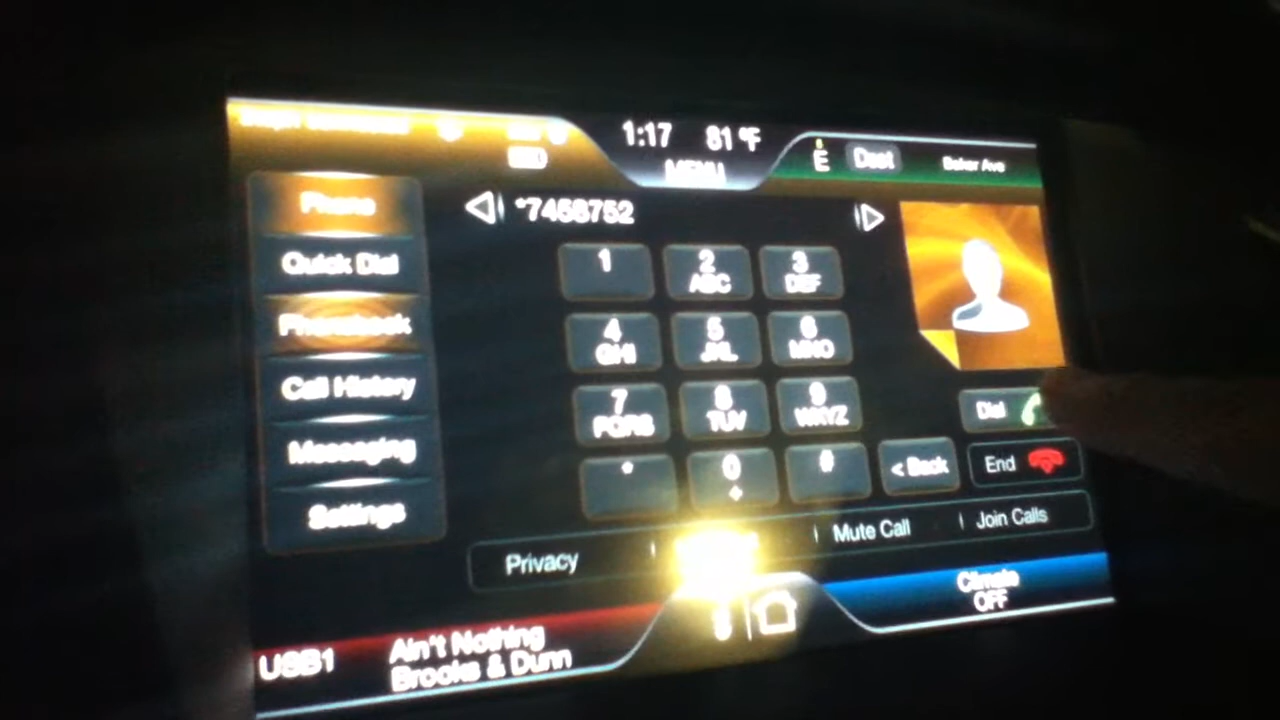 1:17 81 °F
MENU
E Dest Baker Ave
Phone
Quick Dial
Phonebook
Call History
Messaging
Settings
*7458752
1
2 ABC
3 DEF
4 GHI
5 JKL
6 MNO
7 PQRS
8 TUV
9 WXYZ
*
0 +
#
< Back
Dial
End
Privacy
Mute Call
Join Calls
Climate
OFF
USB1
Ain't Nothing
Brooks & Dunn